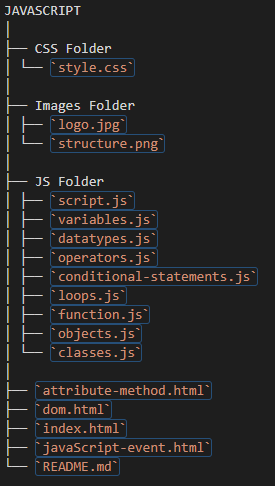 JAVASCRIPT
│
├── CSS Folder
│ └── `style.css`
│
├── Images Folder
│ ├── `logo.jpg`
│ └── `structure.png`
│
├── JS Folder
│ ├── `script.js`
│ ├── `variables.js`
│ ├── `datatypes.js`
│ ├── `operators.js`
│ ├── `conditional-statements.js`
│ ├── `loops.js`
│ ├── `function.js`
│ ├── `objects.js`
│ └── `classes.js`
│
├── `attribute-method.html`
├── `dom.html`
├── `index.html`
├── `javaScript-event.html`
└── `README.md`